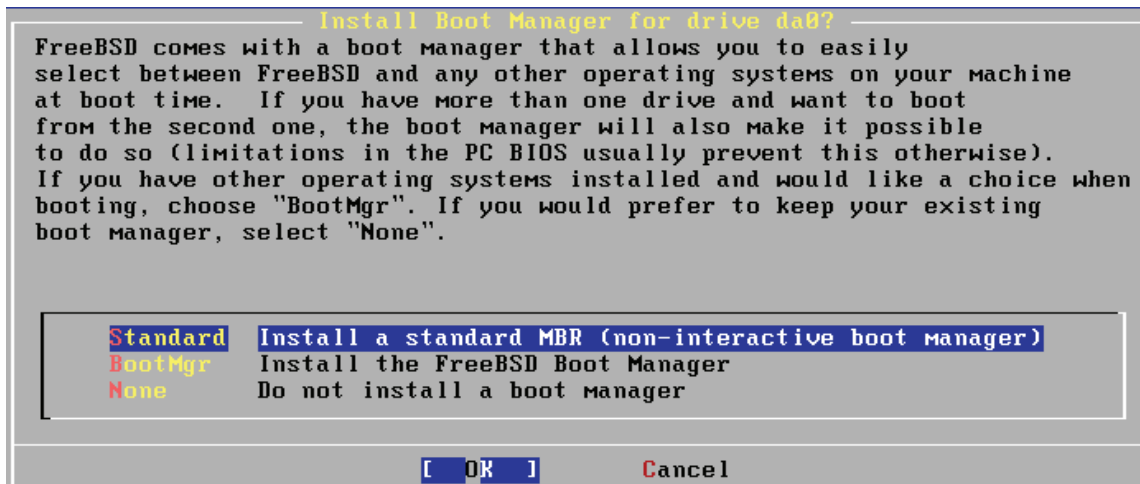 Install Boot Manager for drive da0?
FreeBSD comes with a boot manager that allows you to easily
select between FreeBSD and any other operating systems on your machine
at boot time.  If you have more than one drive and want to boot
from the second one, the boot manager will also make it possible
to do so (limitations in the PC BIOS usually prevent this otherwise).
If you have other operating systems installed and would like a choice when
booting, choose "BootMgr". If you would prefer to keep your existing
boot manager, select "None".
Standard  Install a standard MBR (non-interactive boot manager)
BootMgr   Install the FreeBSD Boot Manager
None      Do not install a boot manager
[  OK  ]       Cancel